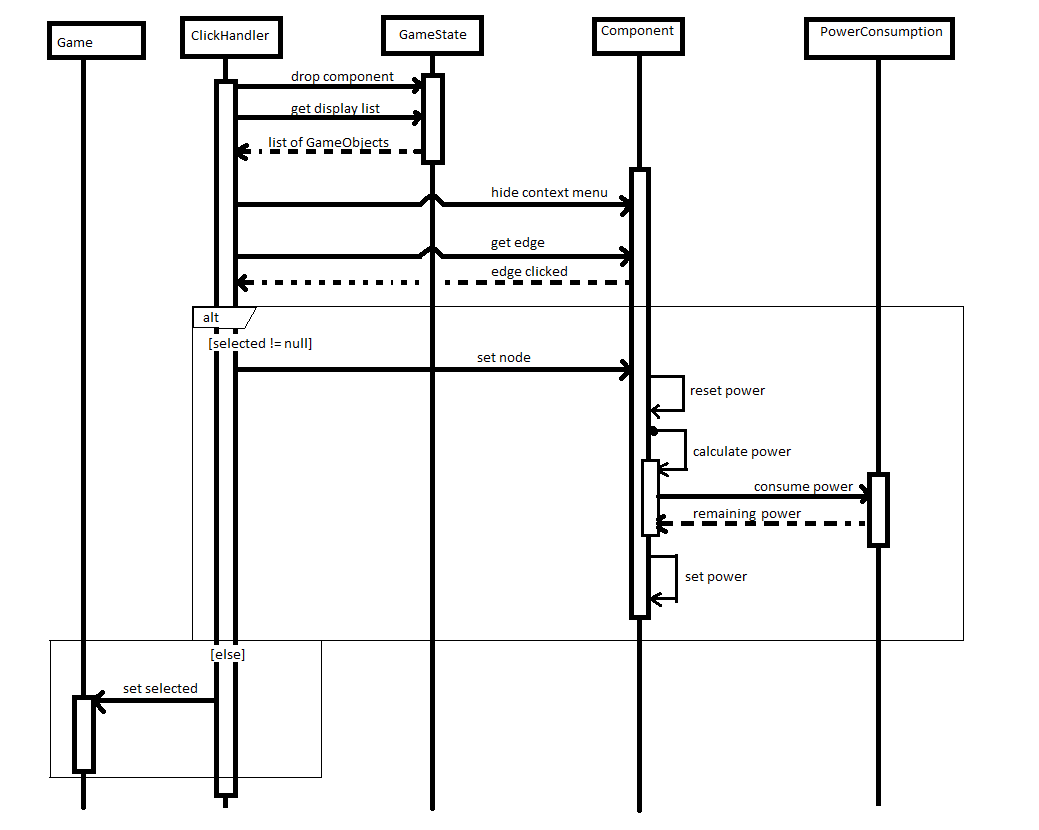 Game
ClickHandler
GameState
Component
PowerConsumption
drop component
get display list
list of GameObjects
hide context menu
get edge
edge clicked
alt
[selected != null]
set node
reset power
calculate power
consume power
remaining power
set power
[else]
set selected